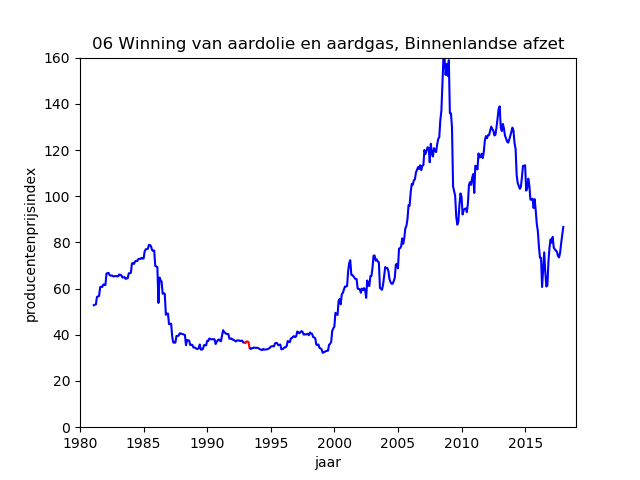 06 Winning van aardolie en aardgas, Binnenlandse afzet
producentenprijsindex
160
140
120
100
80
60
40
20
0
1980 1985 1990 1995 2000 2005 2010 2015
jaar